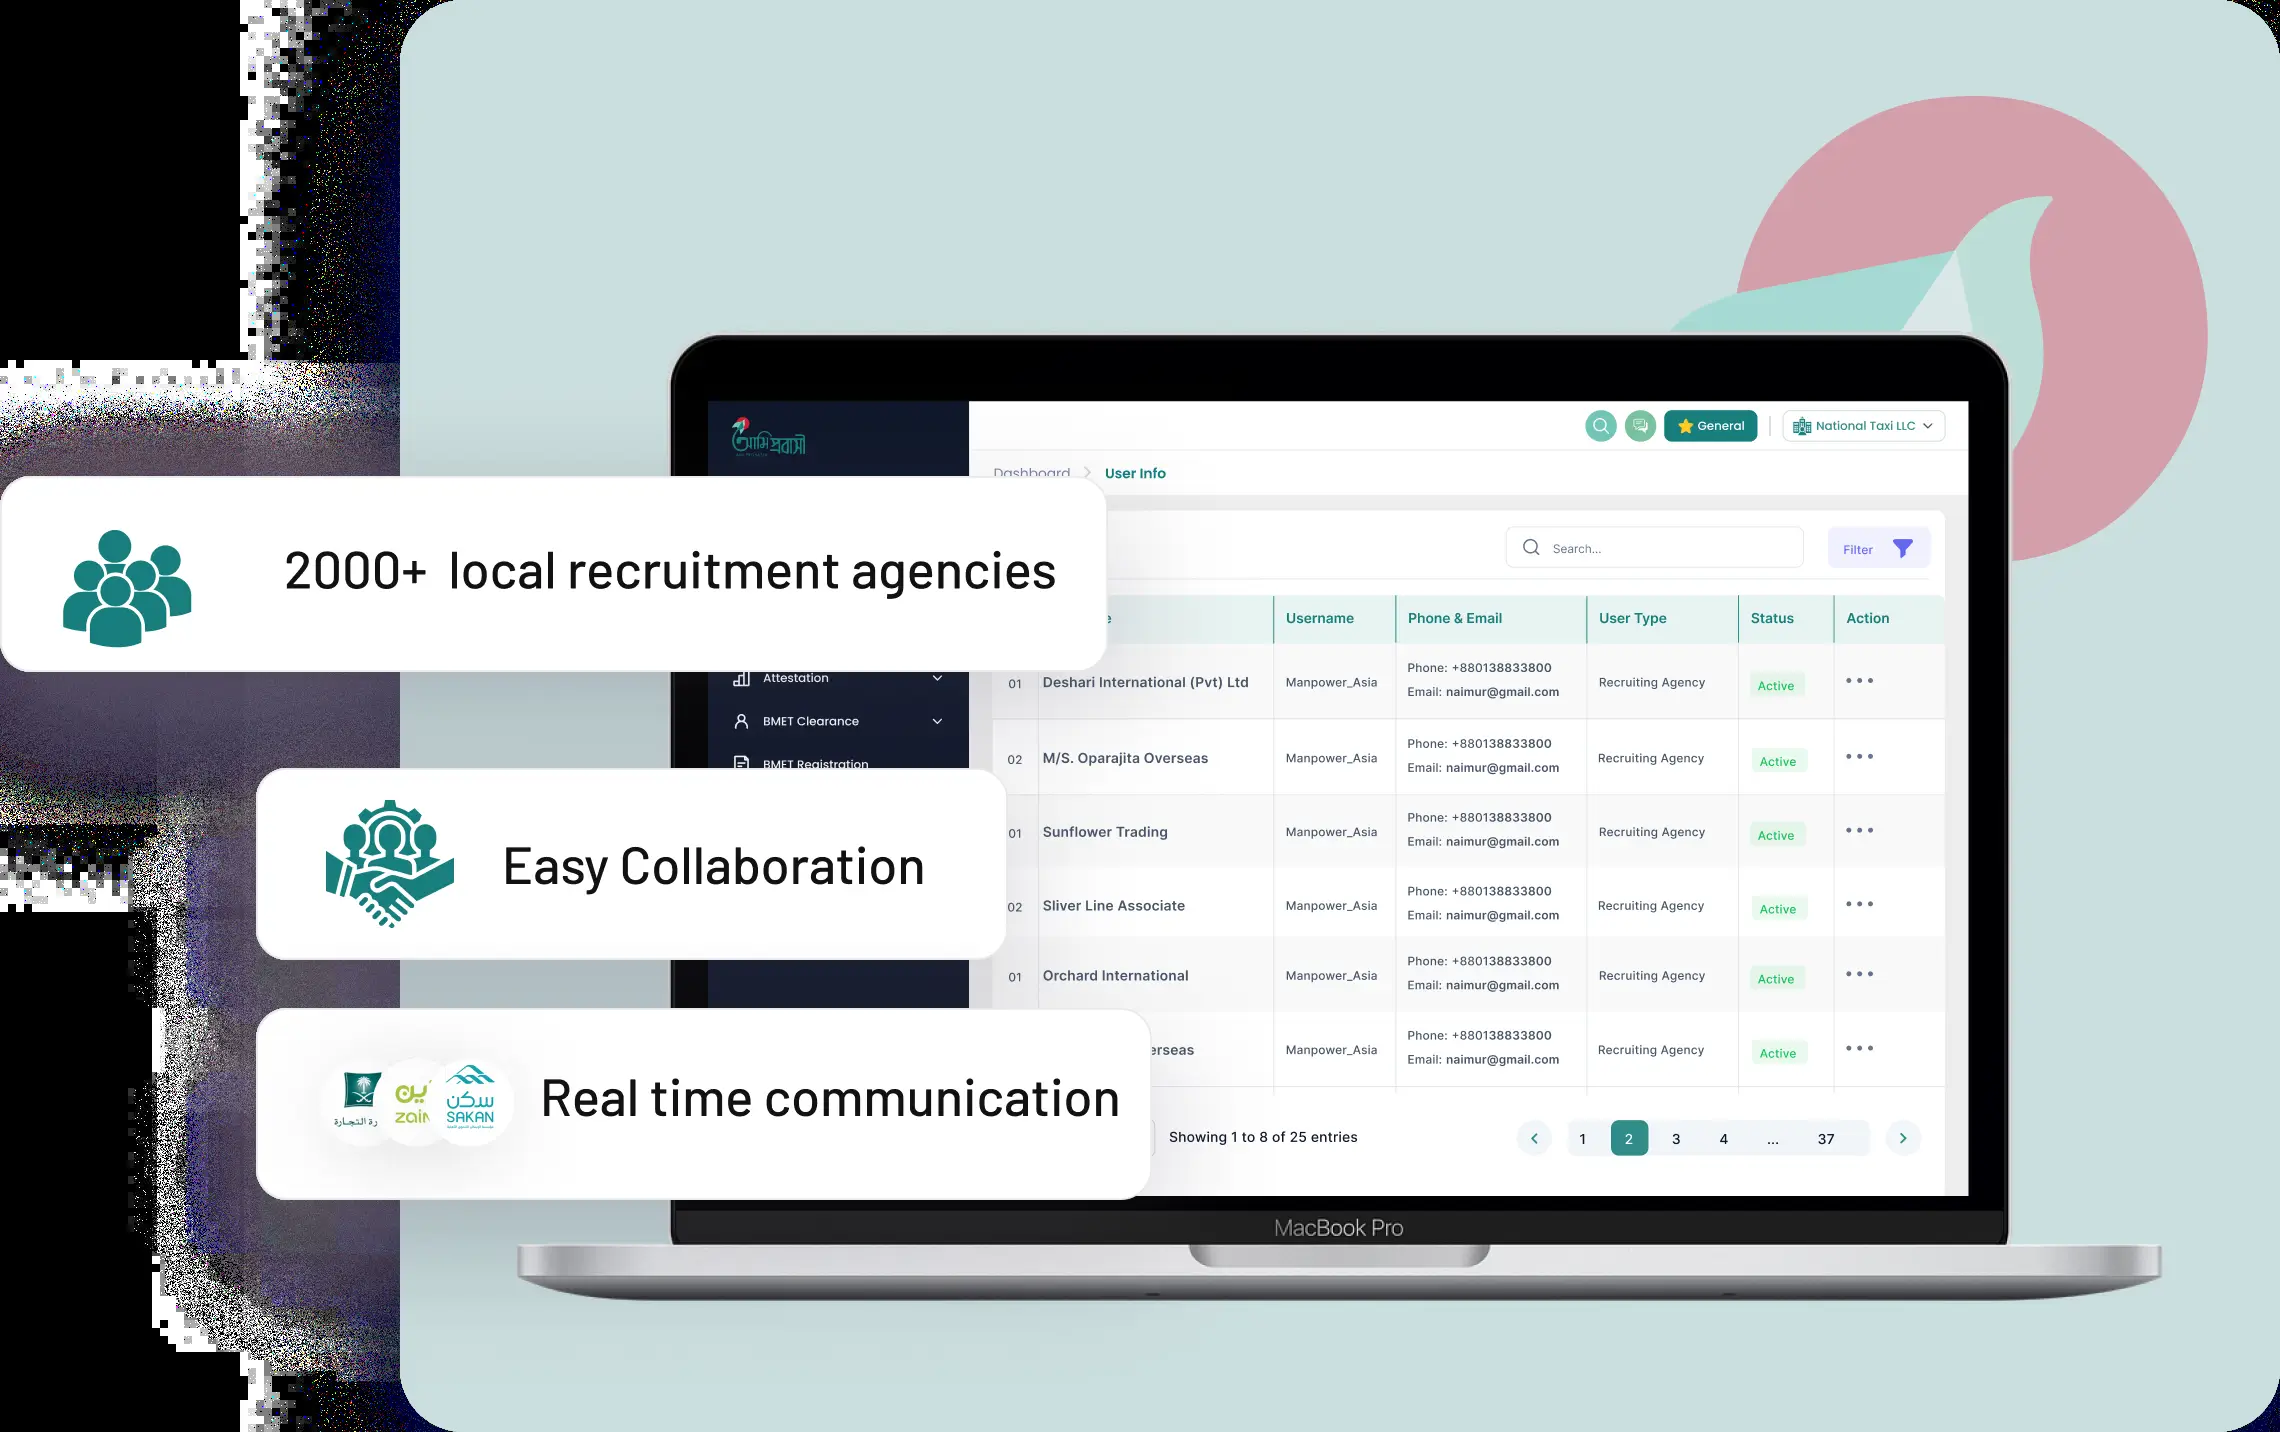 আমি প্রবাসী
General
National Taxi LLC
Dashboard
User Info
2000+ local recruitment agencies
Search...
Filter
e
Username
Phone & Email
User Type
Status
Action
Attestation
BMET Clearance
BMET Registration
01
Deshari International (Pvt) Ltd
Manpower_Asia
Phone: +880138833800
Email: naimur@gmail.com
Recruiting Agency
Active
02
M/S. Oparajita Overseas
Manpower_Asia
Phone: +880138833800
Email: naimur@gmail.com
Recruiting Agency
Active
Easy Collaboration
01
Sunflower Trading
Manpower_Asia
Phone: +880138833800
Email: naimur@gmail.com
Recruiting Agency
Active
02
Sliver Line Associate
Manpower_Asia
Phone: +880138833800
Email: naimur@gmail.com
Recruiting Agency
Active
01
Orchard International
Manpower_Asia
Phone: +880138833800
Email: naimur@gmail.com
Recruiting Agency
Active
erseas
Manpower_Asia
Phone: +880138833800
Email: naimur@gmail.com
Recruiting Agency
Active
رة التجارة
ين
zain
سكن
SAKAN
Real time communication
Showing 1 to 8 of 25 entries
1 2 3 4 ... 37
MacBook Pro